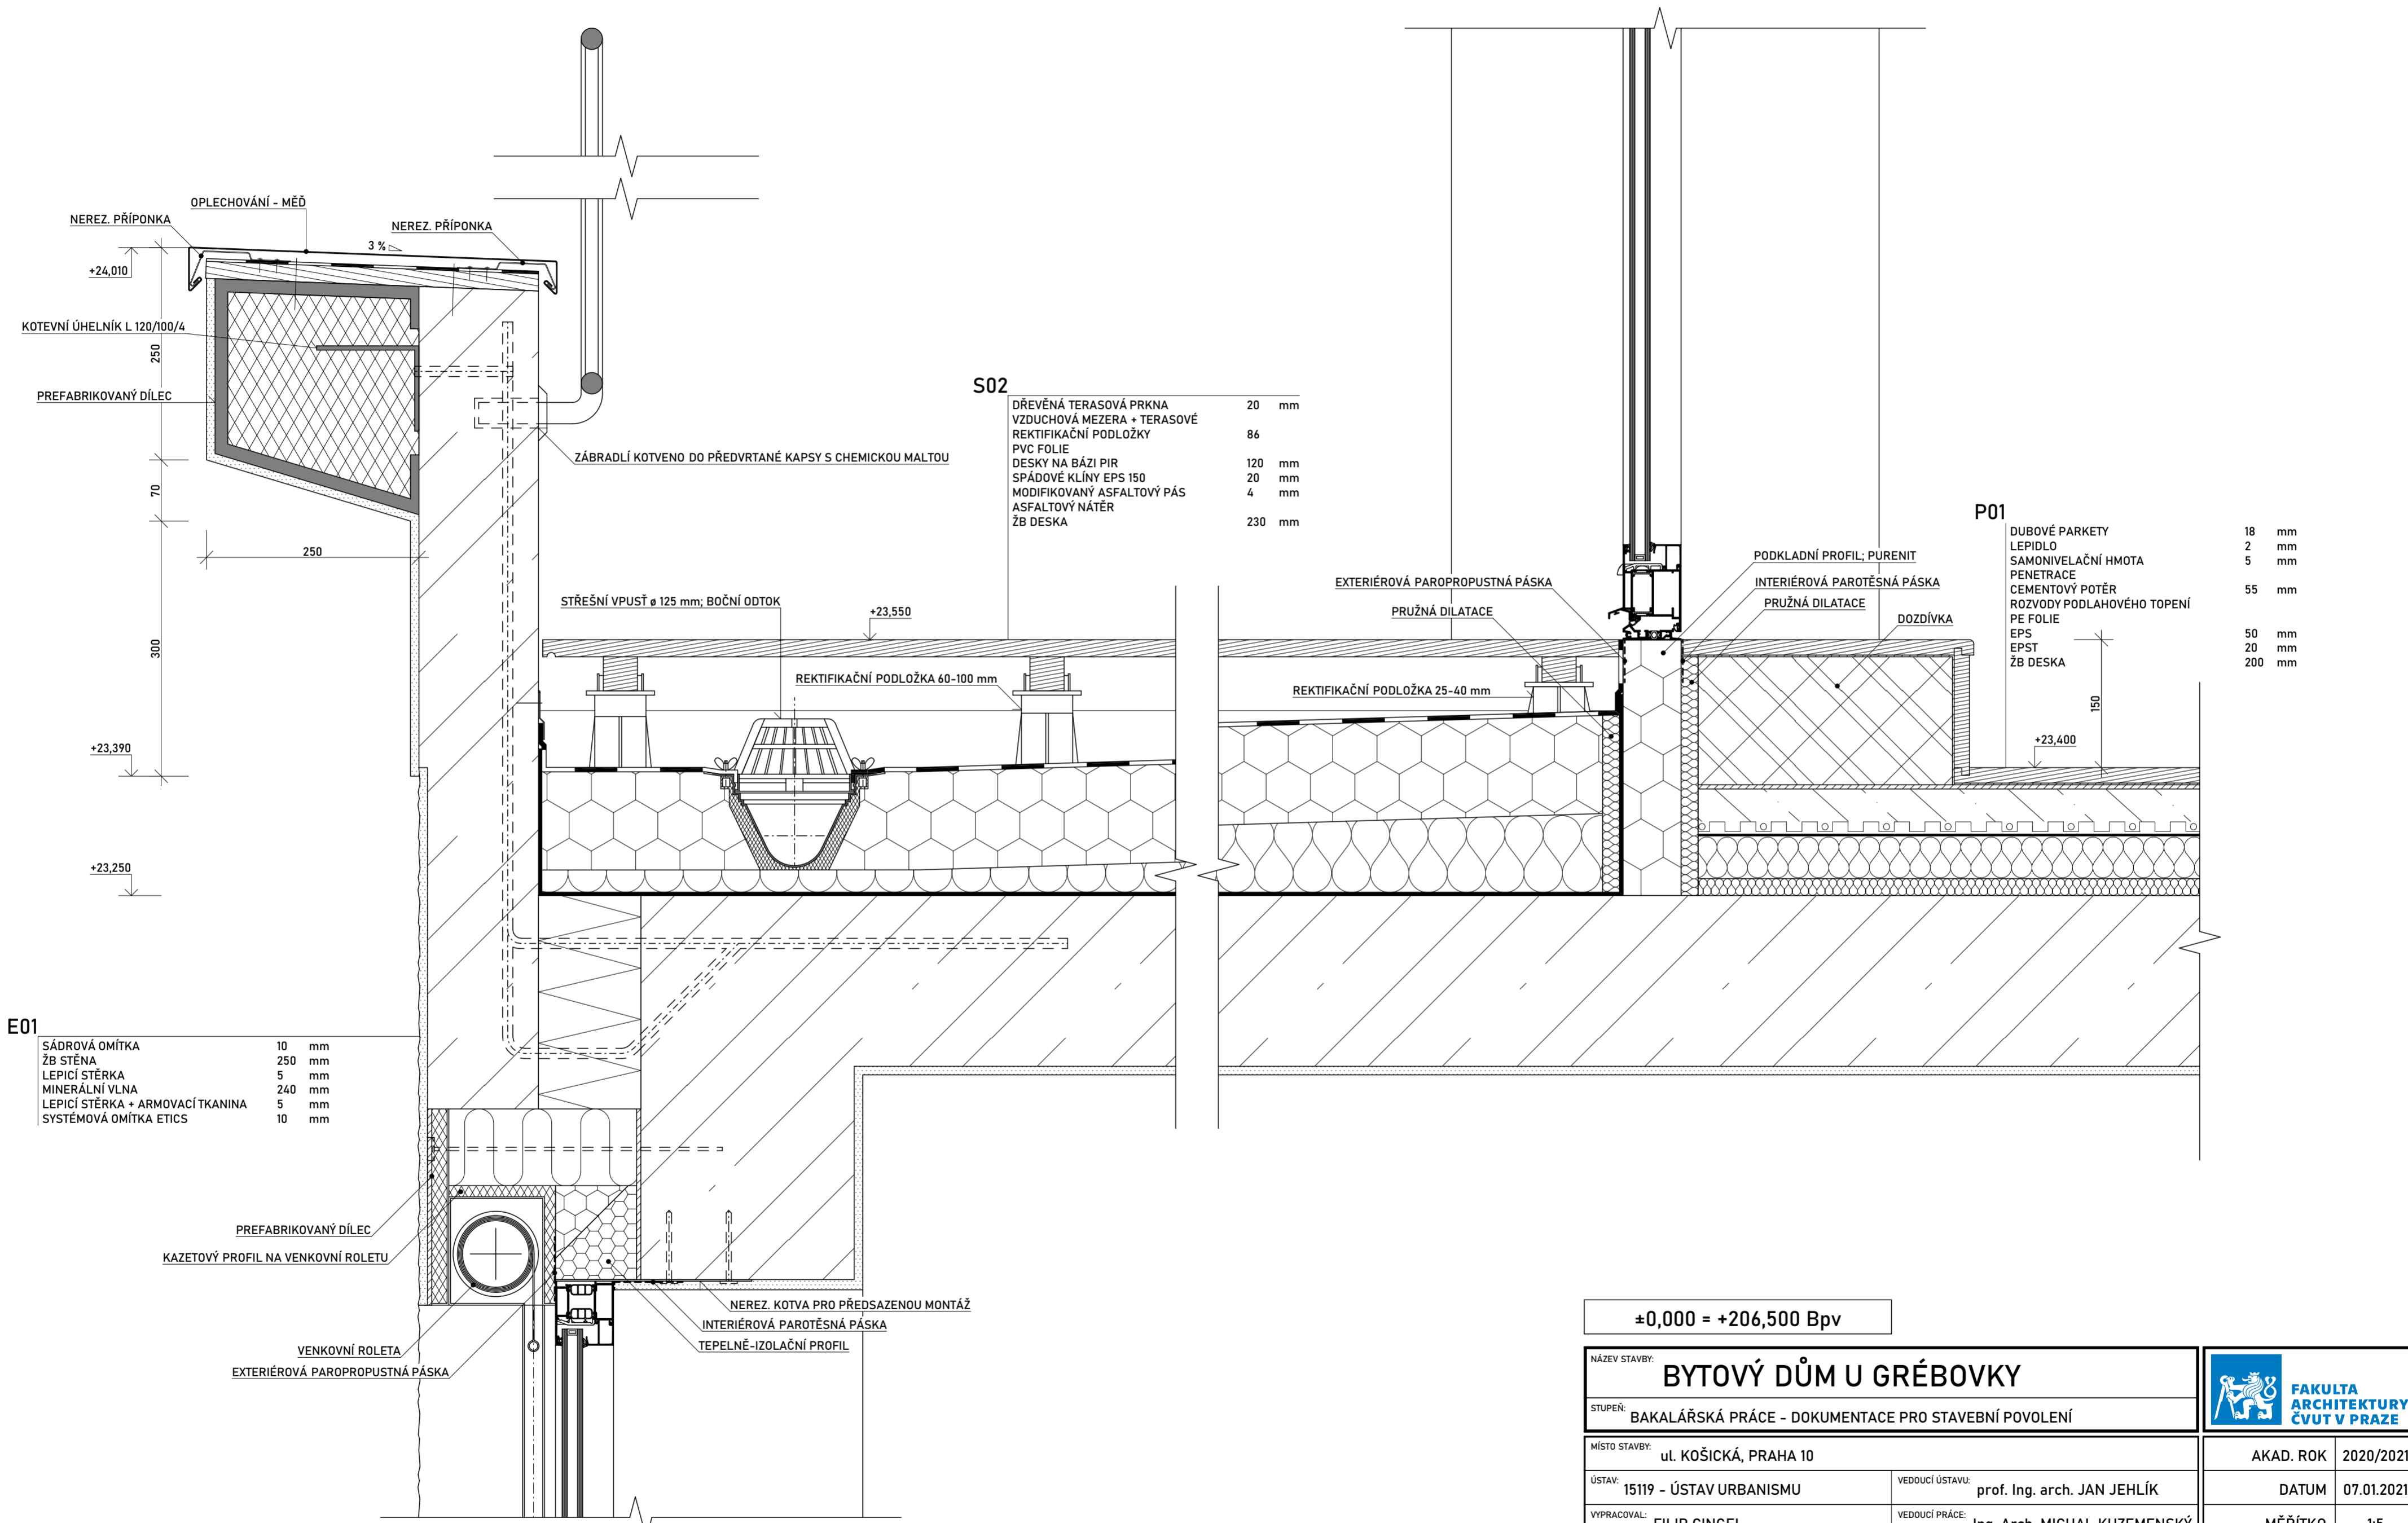 OPLECHOVÁNÍ - MĚĎ
NEREZ. PŘÍPONKA
NEREZ. PŘÍPONKA
3 %
+24,010
KOTEVNÍ ÚHELNÍK L 120/100/4
250
PREFABRIKOVANÝ DÍLEC
ZÁBRADLÍ KOTVENO DO PŘEDVRTANÉ KAPSY S CHEMICKOU MALTOU
70
250
300
S02
DŘEVĚNÁ TERASOVÁ PRKNA 20 mm
VZDUCHOVÁ MEZERA + TERASOVÉ
REKTIFIKAČNÍ PODLOŽKY 86
PVC FOLIE
DESKY NA BÁZI PIR 120 mm
SPÁDOVÉ KLÍNY EPS 150 20 mm
MODIFIKOVANÝ ASFALTOVÝ PÁS 4 mm
ASFALTOVÝ NÁTĚR
ŽB DESKA 230 mm
P01
DUBOVÉ PARKETY 18 mm
LEPIDLO 2 mm
SAMONIVELAČNÍ HMOTA 5 mm
PENETRACE
CEMENTOVÝ POTĚR 55 mm
ROZVODY PODLAHOVÉHO TOPENÍ
PE FOLIE
EPS 50 mm
EPST 20 mm
ŽB DESKA 200 mm
PODKLADNÍ PROFIL; PURENIT
EXTERIÉROVÁ PAROPROPUSTNÁ PÁSKA
INTERIÉROVÁ PAROTĚSNÁ PÁSKA
PRUŽNÁ DILATACE
PRUŽNÁ DILATACE
DOZDÍVKA
STŘEŠNÍ VPUSŤ ø 125 mm; BOČNÍ ODTOK
+23,550
REKTIFIKAČNÍ PODLOŽKA 60-100 mm
REKTIFIKAČNÍ PODLOŽKA 25-40 mm
150
+23,400
+23,390
+23,250
E01
SÁDROVÁ OMÍTKA 10 mm
ŽB STĚNA 250 mm
LEPICÍ STĚRKA 5 mm
MINERÁLNÍ VLNA 240 mm
LEPICÍ STĚRKA + ARMOVACÍ TKANINA 5 mm
SYSTÉMOVÁ OMÍTKA ETICS 10 mm
PREFABRIKOVANÝ DÍLEC
KAZETOVÝ PROFIL NA VENKOVNÍ ROLETU
VENKOVNÍ ROLETA
EXTERIÉROVÁ PAROPROPUSTNÁ PÁSKA
NEREZ. KOTVA PRO PŘEDSAZENOU MONTÁŽ
INTERIÉROVÁ PAROTĚSNÁ PÁSKA
TEPELNĚ-IZOLAČNÍ PROFIL
±0,000 = +206,500 Bpv
NÁZEV STAVBY: BYTOVÝ DŮM U GRÉBOVKY
STUPEŇ: BAKALÁŘSKÁ PRÁCE - DOKUMENTACE PRO STAVEBNÍ POVOLENÍ
FAKULTA
ARCHITEKTURY
ČVUT V PRAZE
MÍSTO STAVBY: ul. KOŠICKÁ, PRAHA 10
AKAD. ROK 2020/2021
ÚSTAV: 15119 - ÚSTAV URBANISMU
VEDOUCÍ ÚSTAVU: prof. Ing. arch. JAN JEHLÍK
DATUM 07.01.2021
VYPRACOVAL: FILIP
VEDOUCÍ PRÁCE: Ing. Arch. MICHAL KUZEMENSKÝ
MĚŘÍTKO 1:5